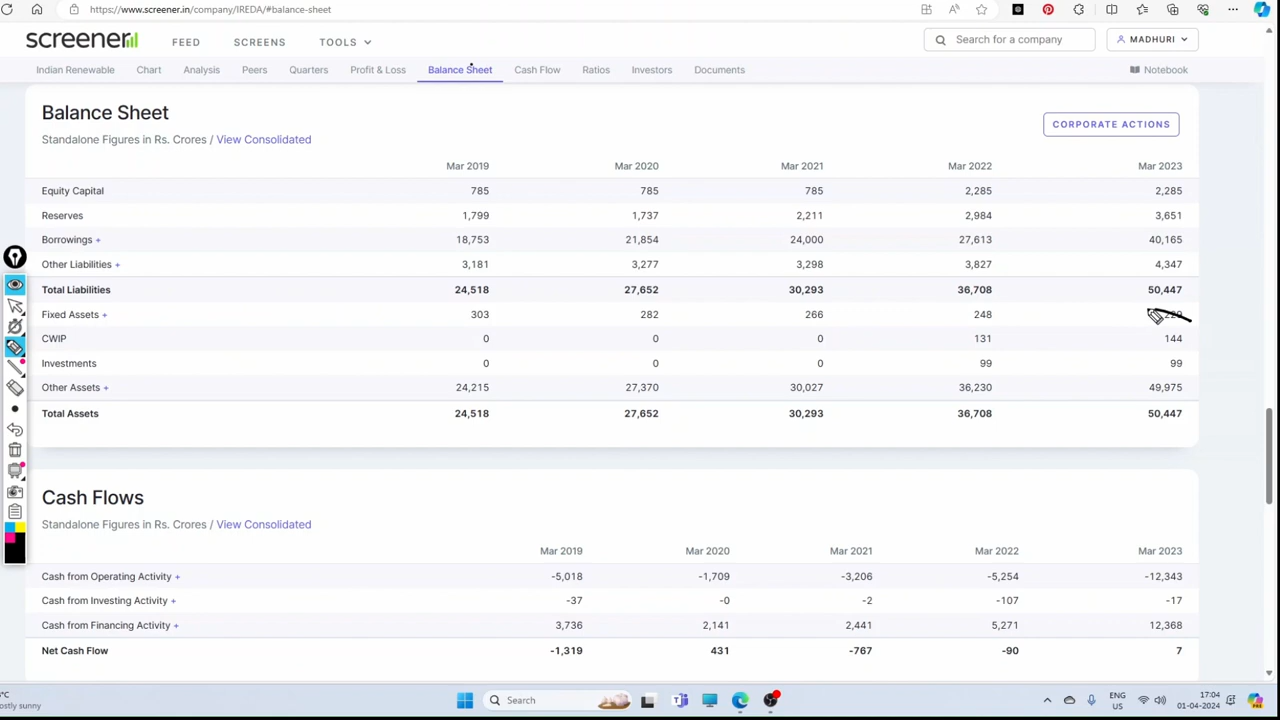 https://www.screener.in/company/IREDA/#balance-sheet
screener
FEED SCREENS TOOLS
Search for a company
MADHURI
Indian Renewable Chart Analysis Peers Quarters Profit & Loss Balance Sheet Cash Flow Ratios Investors Documents Notebook
Balance Sheet
Standalone Figures in Rs. Crores / View Consolidated
CORPORATE ACTIONS
Mar 2019 Mar 2020 Mar 2021 Mar 2022 Mar 2023
Equity Capital 785 785 785 2,285 2,285
Reserves 1,799 1,737 2,211 2,984 3,651
Borrowings + 18,753 21,854 24,000 27,613 40,165
Other Liabilities + 3,181 3,277 3,298 3,827 4,347
Total Liabilities 24,518 27,652 30,293 36,708 50,447
Fixed Assets + 303 282 266 248
CWIP 0 0 0 131 144
Investments 0 0 0 99 99
Other Assets + 24,215 27,370 30,027 36,230 49,975
Total Assets 24,518 27,652 30,293 36,708 50,447
Cash Flows
Standalone Figures in Rs. Crores / View Consolidated
Mar 2019 Mar 2020 Mar 2021 Mar 2022 Mar 2023
Cash from Operating Activity + -5,018 -1,709 -3,206 -5,254 -12,343
Cash from Investing Activity + -37 -0 -2 -107 -17
Cash from Financing Activity + 3,736 2,141 2,441 5,271 12,368
Net Cash Flow -1,319 431 -767 -90 7
Search
ENG
US
17:04
01-04-2024